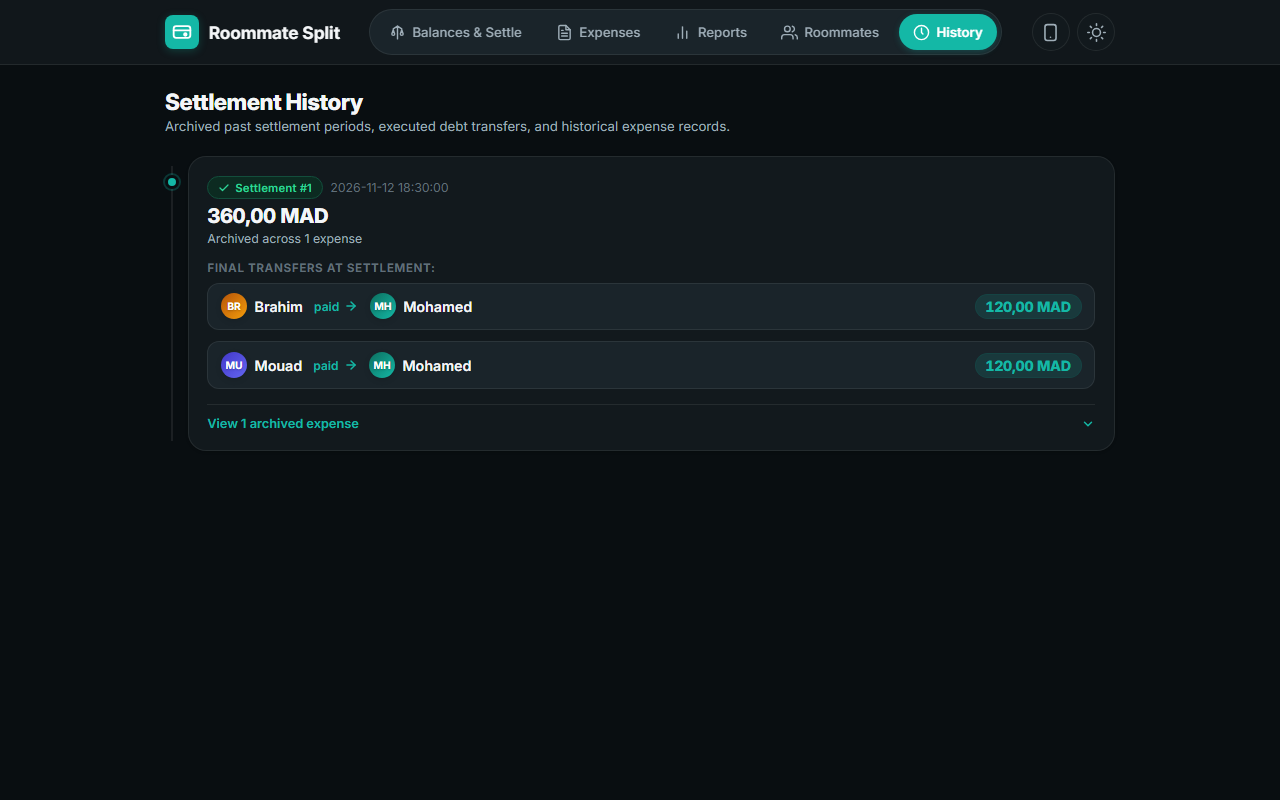 Roommate Split
Balances & Settle
Expenses
Reports
Roommates
History
Settlement History
Archived past settlement periods, executed debt transfers, and historical expense records.
Settlement #1 2026-11-12 18:30:00
360,00 MAD
Archived across 1 expense
FINAL TRANSFERS AT SETTLEMENT:
BR Brahim paid → MH Mohamed 120,00 MAD
MU Mouad paid → MH Mohamed 120,00 MAD
View 1 archived expense